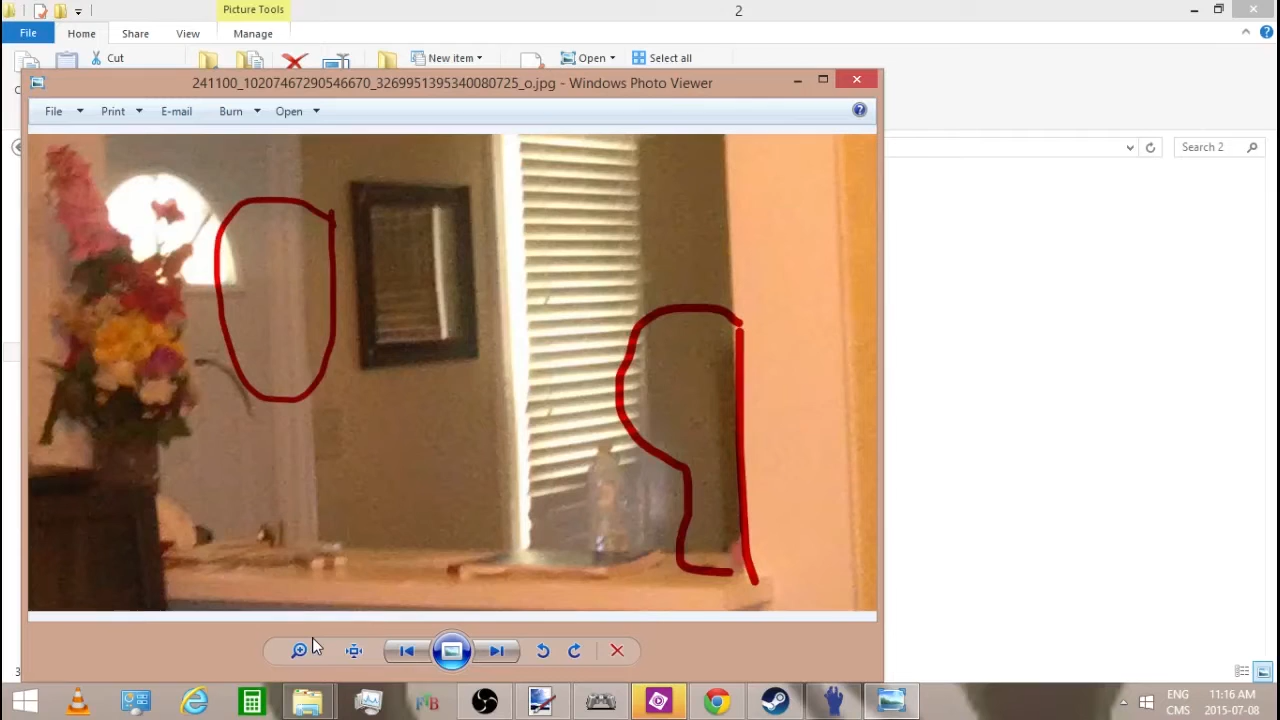 Picture Tools
2
File Home Share View Manage
Cut New item Open Select all
241100_10207467290546670_3269951395340080725_o.jpg - Windows Photo Viewer
File Print E-mail Burn Open
Search 2
3
ENG 11:16 AM
CMS 2015-07-08